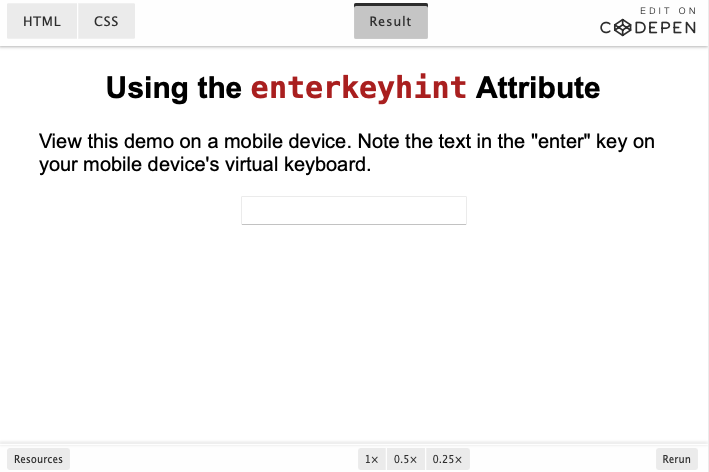 HTML CSS Result EDIT ON
CODEPEN
Using the enterkeyhint Attribute
View this demo on a mobile device. Note the text in the "enter" key on
your mobile device's virtual keyboard.
Resources 1× 0.5× 0.25× Rerun